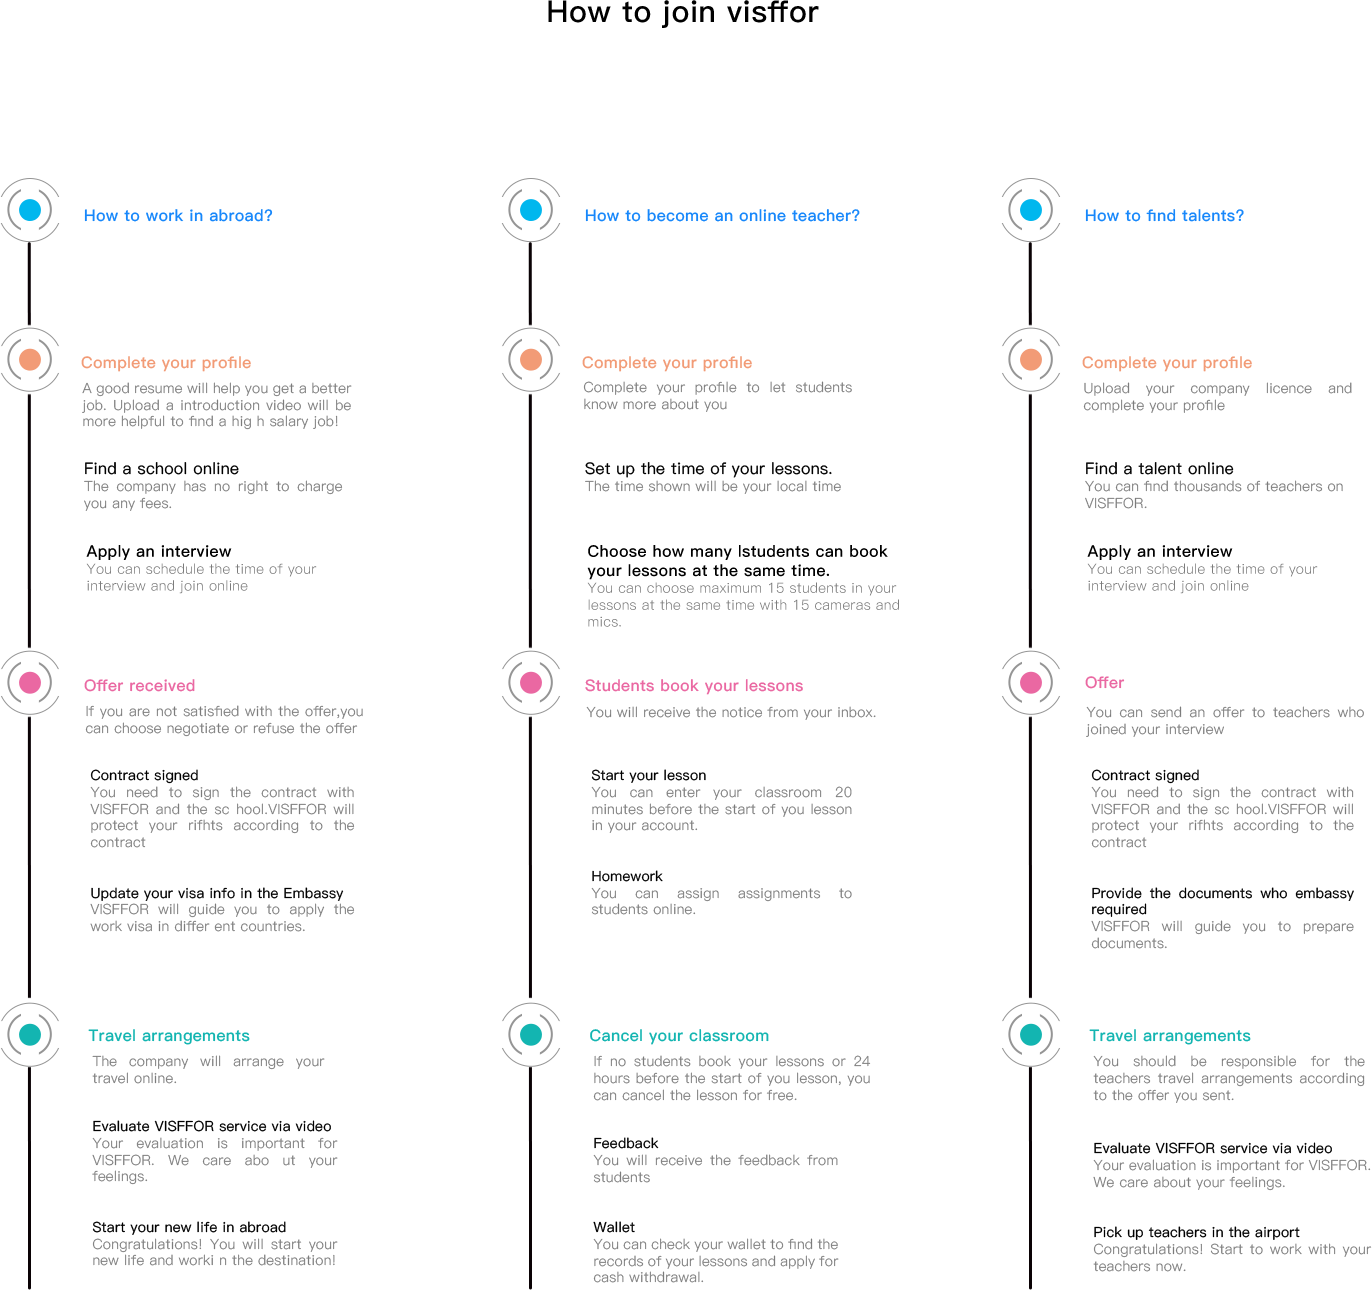 How to join visffor
How to work in abroad?
Complete your profile
A good resume will help you get a better
job. Upload a introduction video will be
more helpful to find a hig h salary job!
Find a school online
The company has no right to charge
you any fees.
Apply an interview
You can schedule the time of your
interview and join online
Offer received
If you are not satisfied with the offer,you
can choose negotiate or refuse the offer
Contract signed
You need to sign the contract with
VISFFOR and the sc hool.VISFFOR will
protect your rifhts according to the
contract
Update your visa info in the Embassy
VISFFOR will guide you to apply the
work visa in differ ent countries.
Travel arrangements
The company will arrange your
travel online.
Evaluate VISFFOR service via video
Your evaluation is important for
VISFFOR. We care abo ut your
feelings.
Start your new life in abroad
Congratulations! You will start your
new life and worki n the destination!
How to become an online teacher?
Complete your profile
Complete your profile to let students
know more about you
Set up the time of your lessons.
The time shown will be your local time
Choose how many lstudents can book
your lessons at the same time.
You can choose maximum 15 students in your
lessons at the same time with 15 cameras and
mics.
Students book your lessons
You will receive the notice from your inbox.
Start your lesson
You can enter your classroom 20
minutes before the start of you lesson
in your account.
Homework
You can assign assignments to
students online.
Cancel your classroom
If no students book your lessons or 24
hours before the start of you lesson, you
can cancel the lesson for free.
Feedback
You will receive the feedback from
students
Wallet
You can check your wallet to find the
records of your lessons and apply for
cash withdrawal.
How to find talents?
Complete your profile
Upload your company licence and
complete your profile
Find a talent online
You can find thousands of teachers on
VISFFOR.
Apply an interview
You can schedule the time of your
interview and join online
Offer
You can send an offer to teachers who
joined your interview
Contract signed
You need to sign the contract with
VISFFOR and the sc hool.VISFFOR will
protect your rifhts according to the
contract
Provide the documents who embassy
required
VISFFOR will guide you to prepare
documents.
Travel arrangements
You should be responsible for the
teachers travel arrangements according
to the offer you sent.
Evaluate VISFFOR service via video
Your evaluation is important for VISFFOR.
We care about your feelings.
Pick up teachers in the airport
Congratulations! Start to work with your
teachers now.